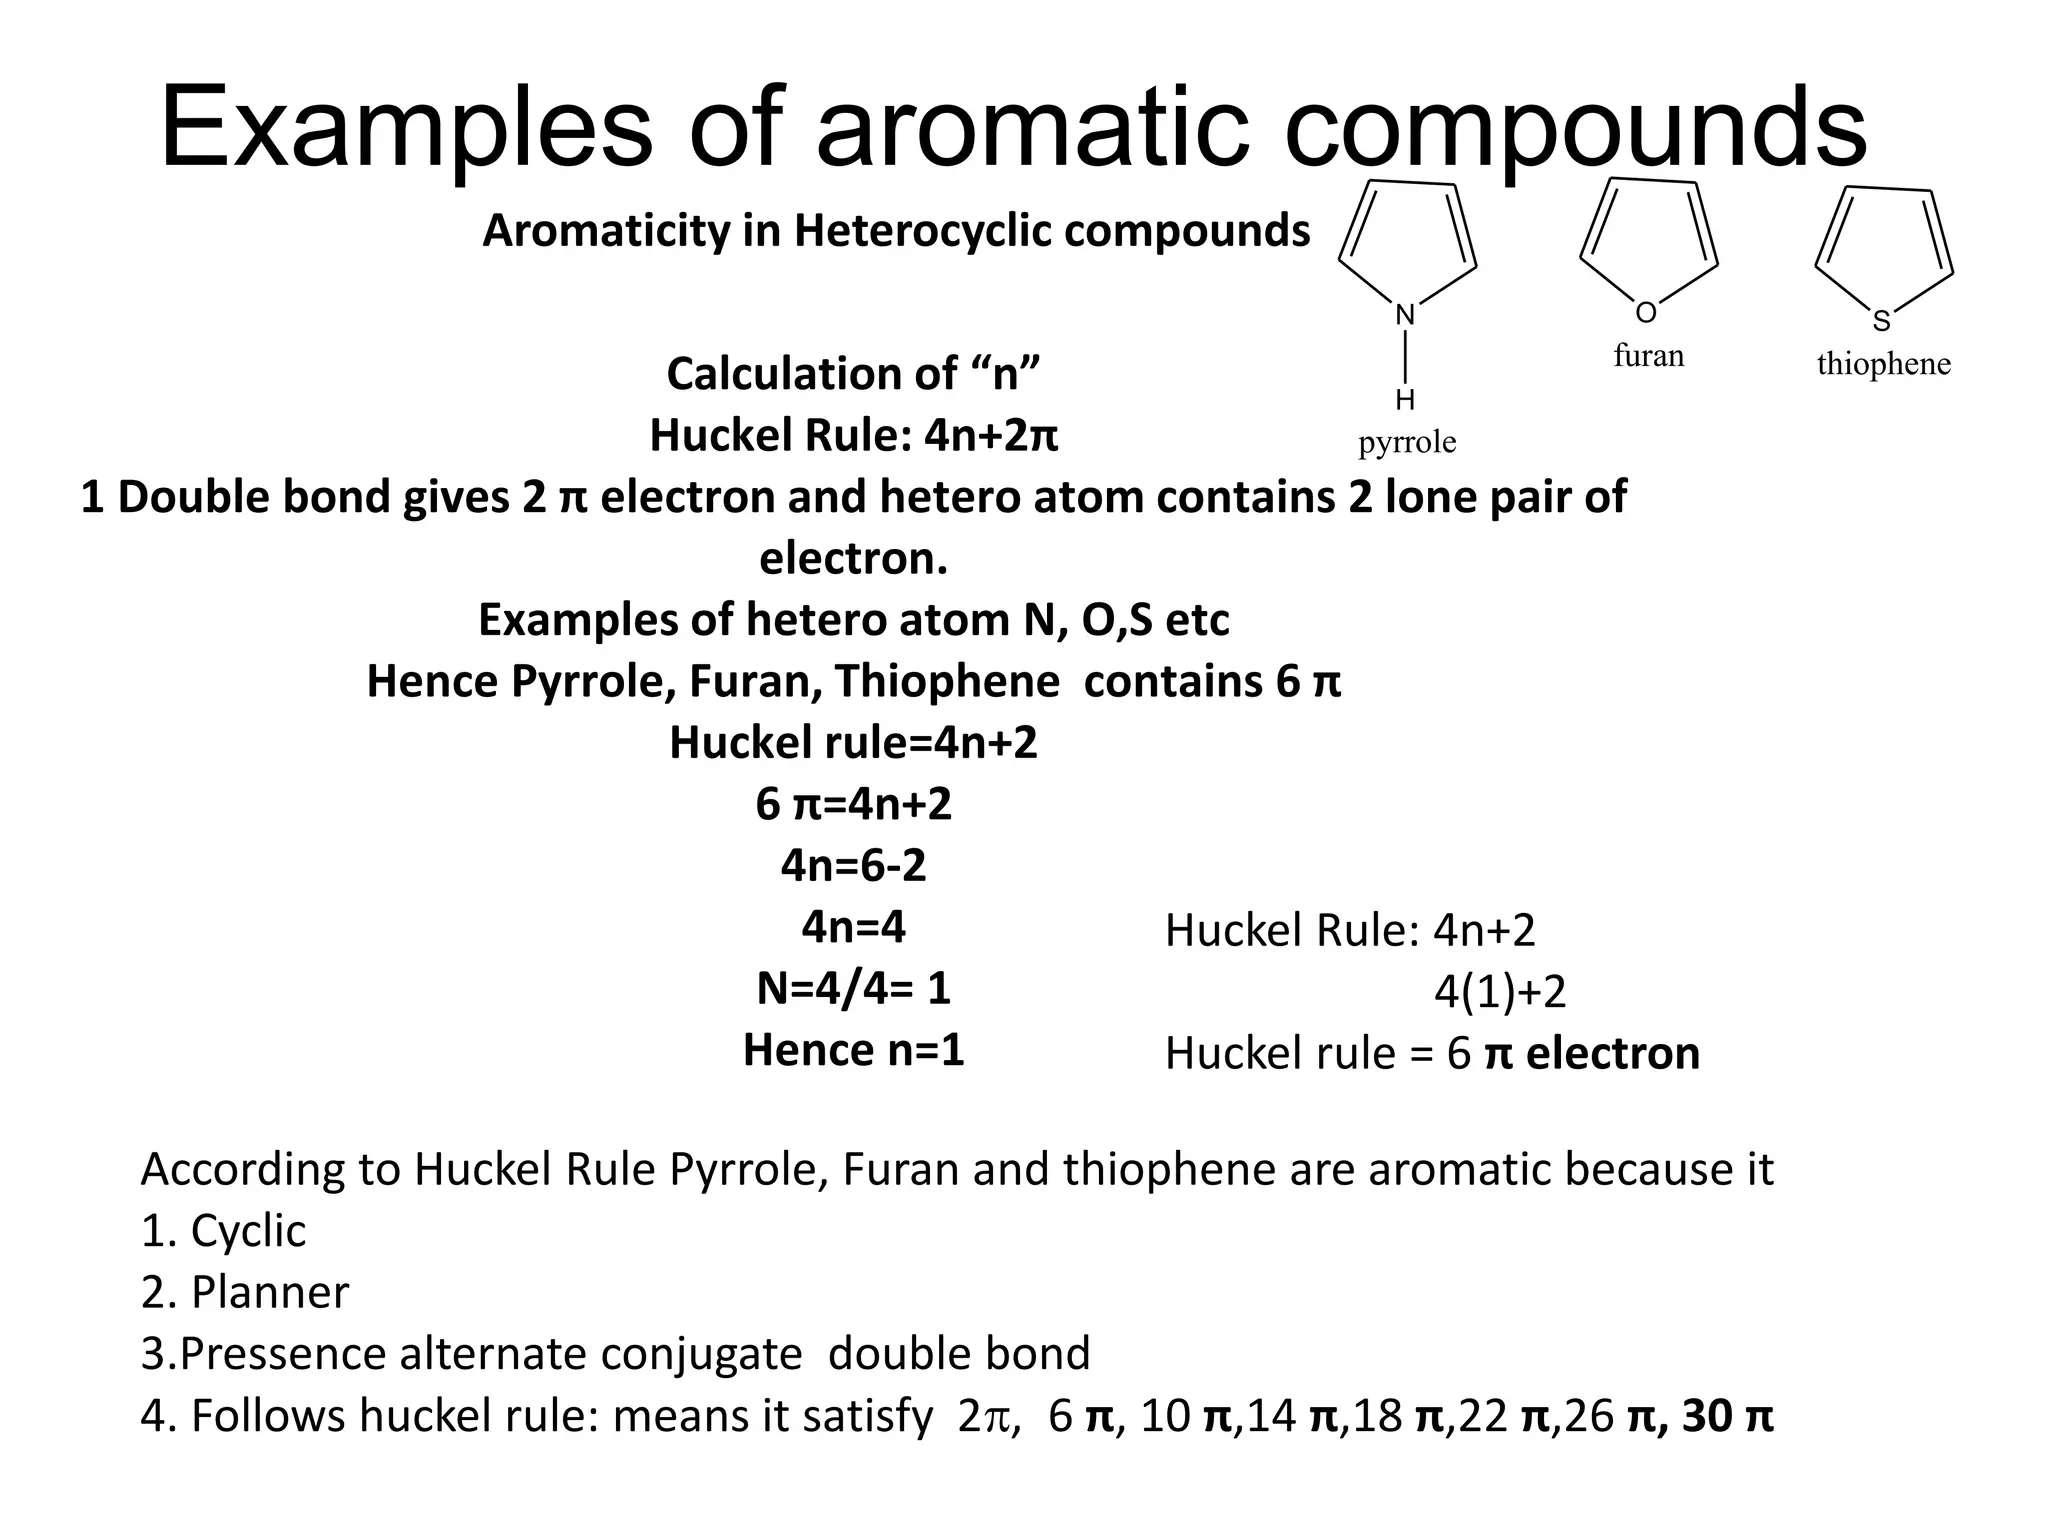 Examples of aromatic compounds
Aromaticity in Heterocyclic compounds
N
H
pyrrole
O
furan
S
thiophene
Calculation of “n”
Huckel Rule: 4n+2π
1 Double bond gives 2 π electron and hetero atom contains 2 lone pair of
electron.
Examples of hetero atom N, O,S etc
Hence Pyrrole, Furan, Thiophene  contains 6 π
Huckel rule=4n+2
6 π=4n+2
4n=6-2
4n=4
N=4/4= 1
Hence n=1
Huckel Rule: 4n+2
4(1)+2
Huckel rule = 6 π electron
According to Huckel Rule Pyrrole, Furan and thiophene are aromatic because it
1. Cyclic
2. Planner
3.Pressence alternate conjugate  double bond
4. Follows huckel rule: means it satisfy  2π,  6 π, 10 π,14 π,18 π,22 π,26 π, 30 π